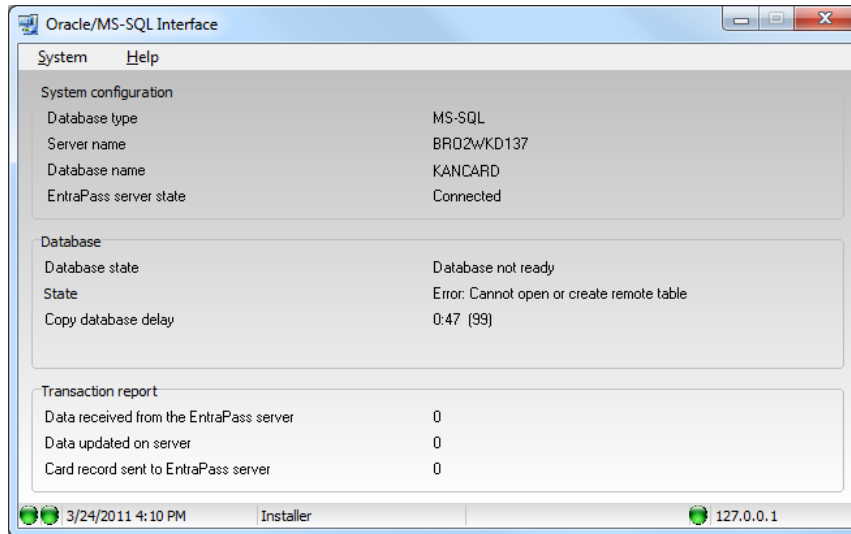 Oracle/MS-SQL Interface
System Help
System configuration
Database type MS-SQL
Server name BRO2WKD137
Database name KANCARD
EntraPass server state Connected
Database
Database state Database not ready
State Error: Cannot open or create remote table
Copy database delay 0:47 (99)
Transaction report
Data received from the EntraPass server 0
Data updated on server 0
Card record sent to EntraPass server 0
3/24/2011 4:10 PM Installer 127.0.0.1